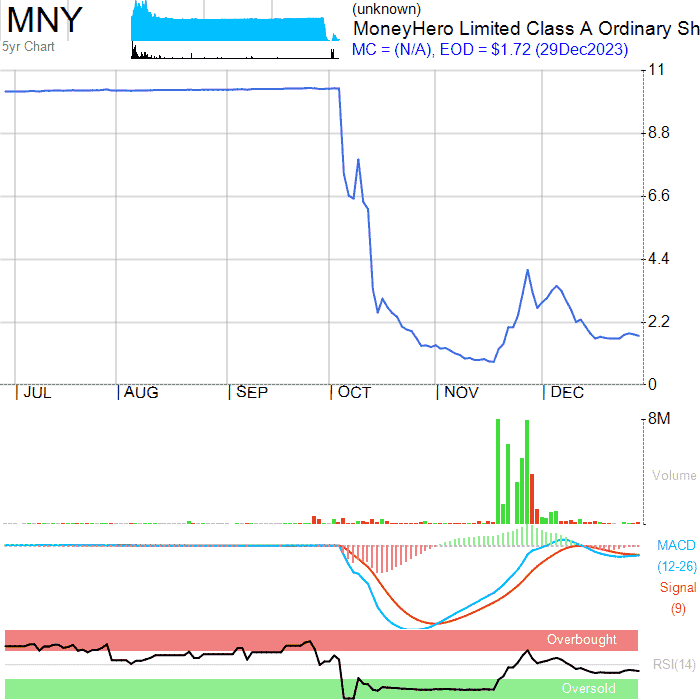 MNY
5yr Chart
(unknown)
MoneyHero Limited Class A Ordinary Sh
MC = (N/A), EOD = $1.72 (29Dec2023)
11
8.8
6.6
4.4
2.2
0
JUL AUG SEP OCT NOV DEC
8M
Volume
MACD
(12-26)
Signal
(9)
Overbought
RSI(14)
Oversold